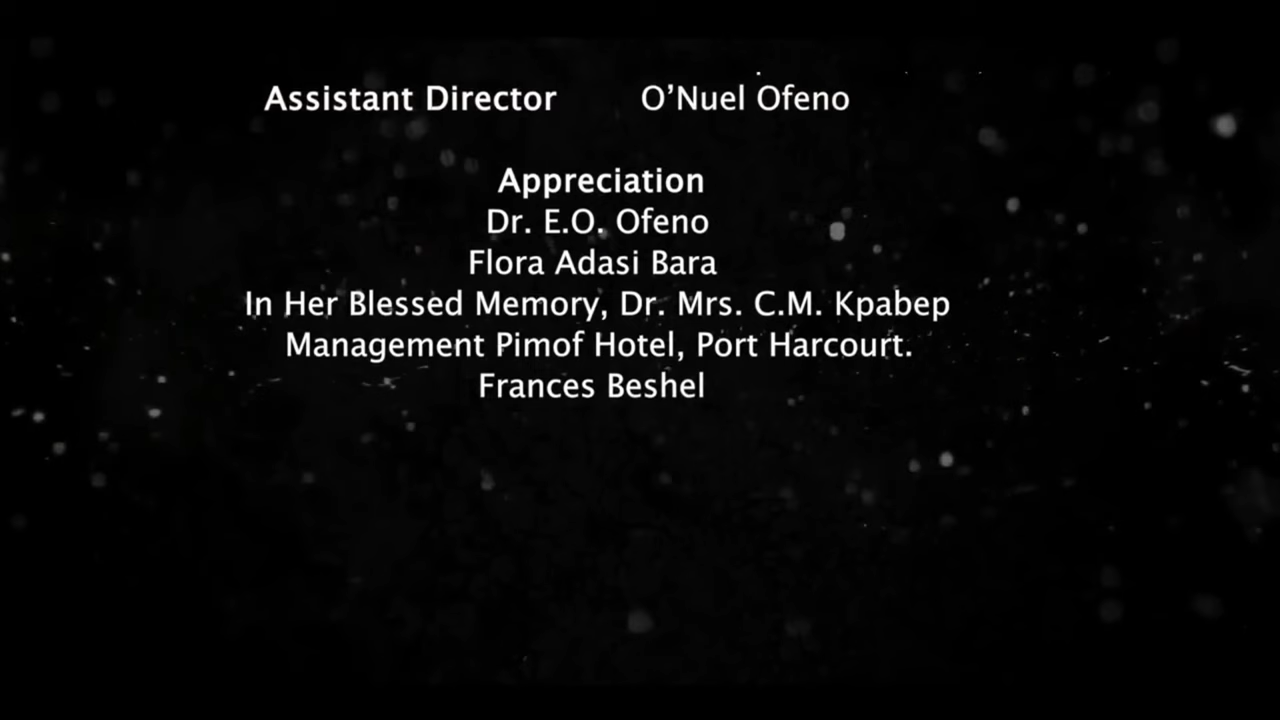 Assistant Director O’Nuel Ofeno
Appreciation
Dr. E.O. Ofeno
Flora Adasi Bara
In Her Blessed Memory, Dr. Mrs. C.M. Kpabep
Management Pimof Hotel, Port Harcourt.
Frances Beshel